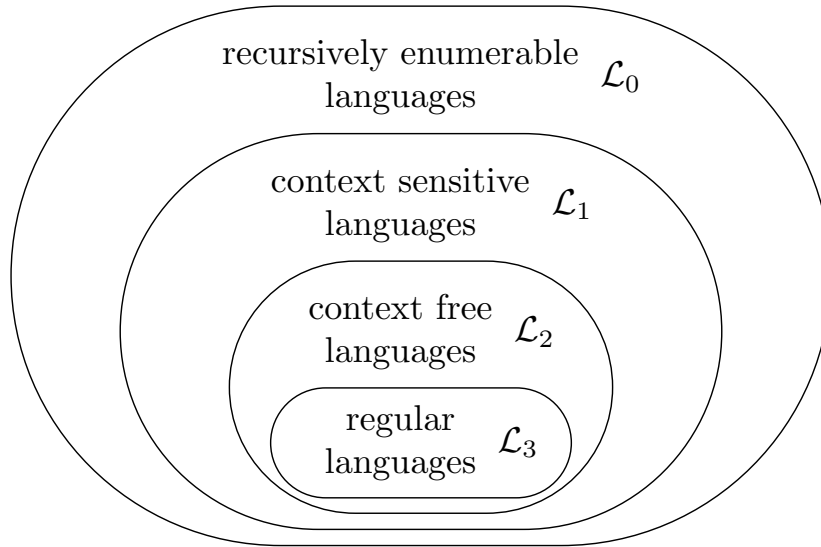 recursively enumerable
languages
ℒ₀
context sensitive
languages
ℒ₁
context free
languages
ℒ₂
regular
languages
ℒ₃